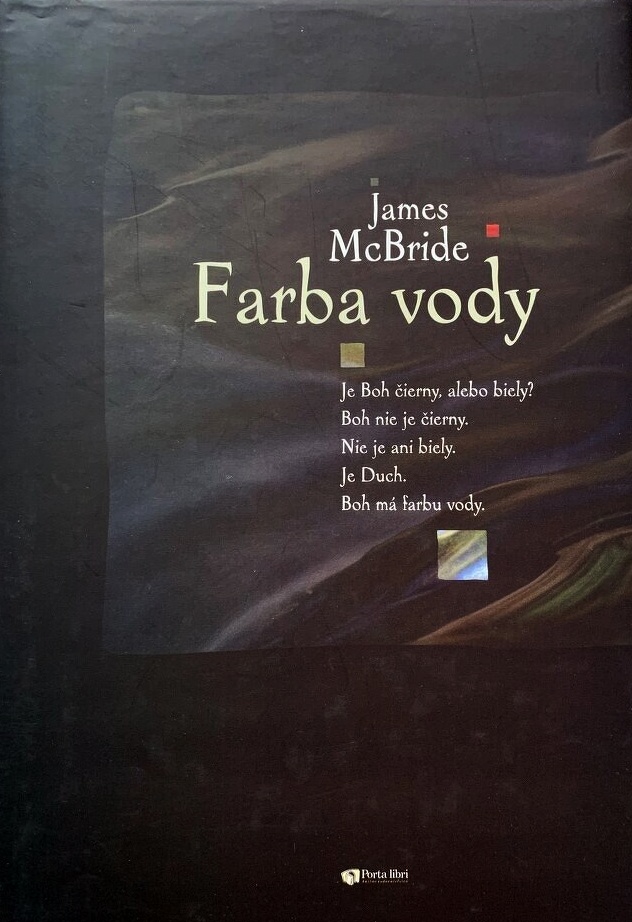 James
McBride
Farba vody
Je Boh čierny, alebo biely?
Boh nie je čierny.
Nie je ani biely.
Je Duch.
Boh má farbu vody.
Porta libri